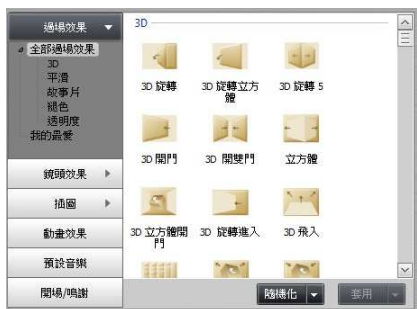 過場效果
全部過場效果
3D
平滑
故事片
褪色
透明度
我的最愛
鏡頭效果
插圖
動畫效果
預設音樂
開場/鳴謝
3D
3D 旋轉
3D 旋轉立方
體
3D 旋轉 5
3D 開門
3D 開雙門
立方體
3D 立方體開
門
3D 旋轉進入
3D 飛入
隨機化
套用